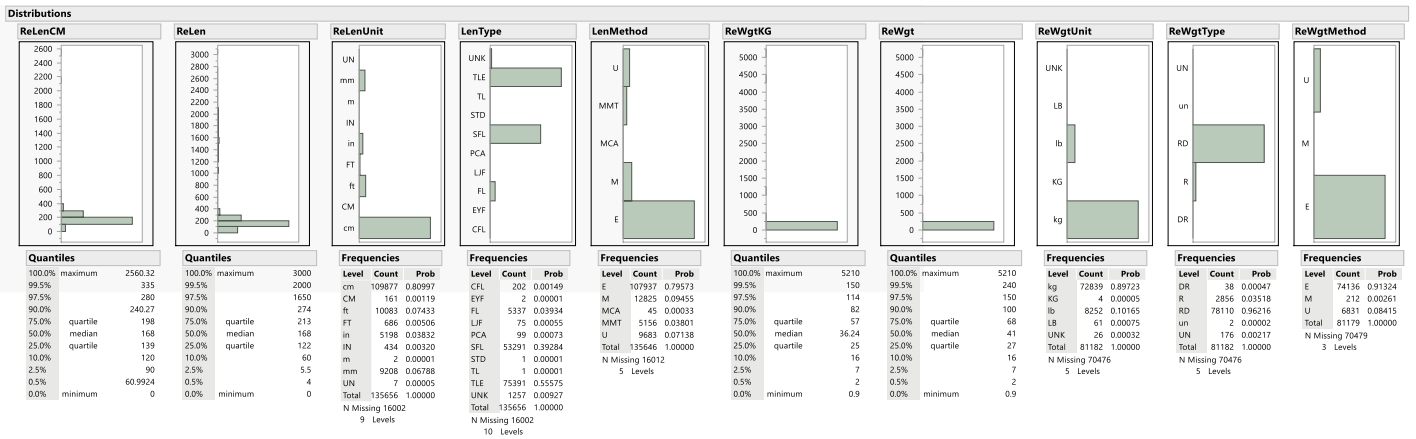 Distributions
ReLenCM
2600
2400
2200
2000
1800
1600
1400
1200
1000
800
600
400
200
0
Quantiles
100.0% maximum 2560.32
99.5% 335
97.5% 280
90.0% 240.27
75.0% quartile 198
50.0% median 168
25.0% quartile 139
10.0% 120
2.5% 90
0.5% 60.9924
0.0% minimum 0
ReLen
3000
2800
2600
2400
2200
2000
1800
1600
1400
1200
1000
800
600
400
200
0
Quantiles
100.0% maximum 3000
99.5% 2000
97.5% 1650
90.0% 274
75.0% quartile 213
50.0% median 168
25.0% quartile 122
10.0% 60
2.5% 5.5
0.5% 4
0.0% minimum 0
ReLenUnit
UN
mm
m
IN
in
FT
ft
CM
cm
Frequencies
Level Count Prob
cm 109877 0.80997
CM 161 0.00119
ft 10083 0.07433
FT 686 0.00506
in 5198 0.03832
IN 434 0.00320
m 2 0.00001
mm 9208 0.06788
UN 7 0.00005
Total 135656 1.00000
N Missing 16002
9 Levels
LenType
UNK
TLE
TL
STD
SFL
PCA
LJF
FL
EYF
CFL
Frequencies
Level Count Prob
CFL 202 0.00149
EYF 2 0.00001
FL 5337 0.03934
LJF 75 0.00055
PCA 99 0.00073
SFL 53291 0.39284
STD 1 0.00001
TL 1 0.00001
TLE 75391 0.55575
UNK 1257 0.00927
Total 135656 1.00000
N Missing 16002
10 Levels
LenMethod
U
MMT
MCA
M
E
Frequencies
Level Count Prob
E 107937 0.79573
M 12825 0.09455
MCA 45 0.00033
MMT 5156 0.03801
U 9683 0.07138
Total 135646 1.00000
N Missing 16012
5 Levels
ReWgtKG
5000
4500
4000
3500
3000
2500
2000
1500
1000
500
0
Quantiles
100.0% maximum 5210
99.5% 150
97.5% 114
90.0% 82
75.0% quartile 57
50.0% median 36.24
25.0% quartile 25
10.0% 16
2.5% 7
0.5% 2
0.0% minimum 0.9
ReWgt
5000
4500
4000
3500
3000
2500
2000
1500
1000
500
0
Quantiles
100.0% maximum 5210
99.5% 240
97.5% 150
90.0% 100
75.0% quartile 68
50.0% median 41
25.0% quartile 27
10.0% 16
2.5% 7
0.5% 2
0.0% minimum 0.9
ReWgtUnit
UNK
LB
lb
KG
kg
Frequencies
Level Count Prob
kg 72839 0.89723
KG 4 0.00005
lb 8252 0.10165
LB 61 0.00075
UNK 26 0.00032
Total 81182 1.00000
N Missing 70476
5 Levels
ReWgtType
UN
un
RD
R
DR
Frequencies
Level Count Prob
DR 38 0.00047
R 2856 0.03518
RD 78110 0.96216
un 2 0.00002
UN 176 0.00217
Total 81182 1.00000
N Missing 70476
5 Levels
ReWgtMethod
U
M
E
Frequencies
Level Count Prob
E 74136 0.91324
M 212 0.00261
U 6831 0.08415
Total 81179 1.00000
N Missing 70479
3 Levels